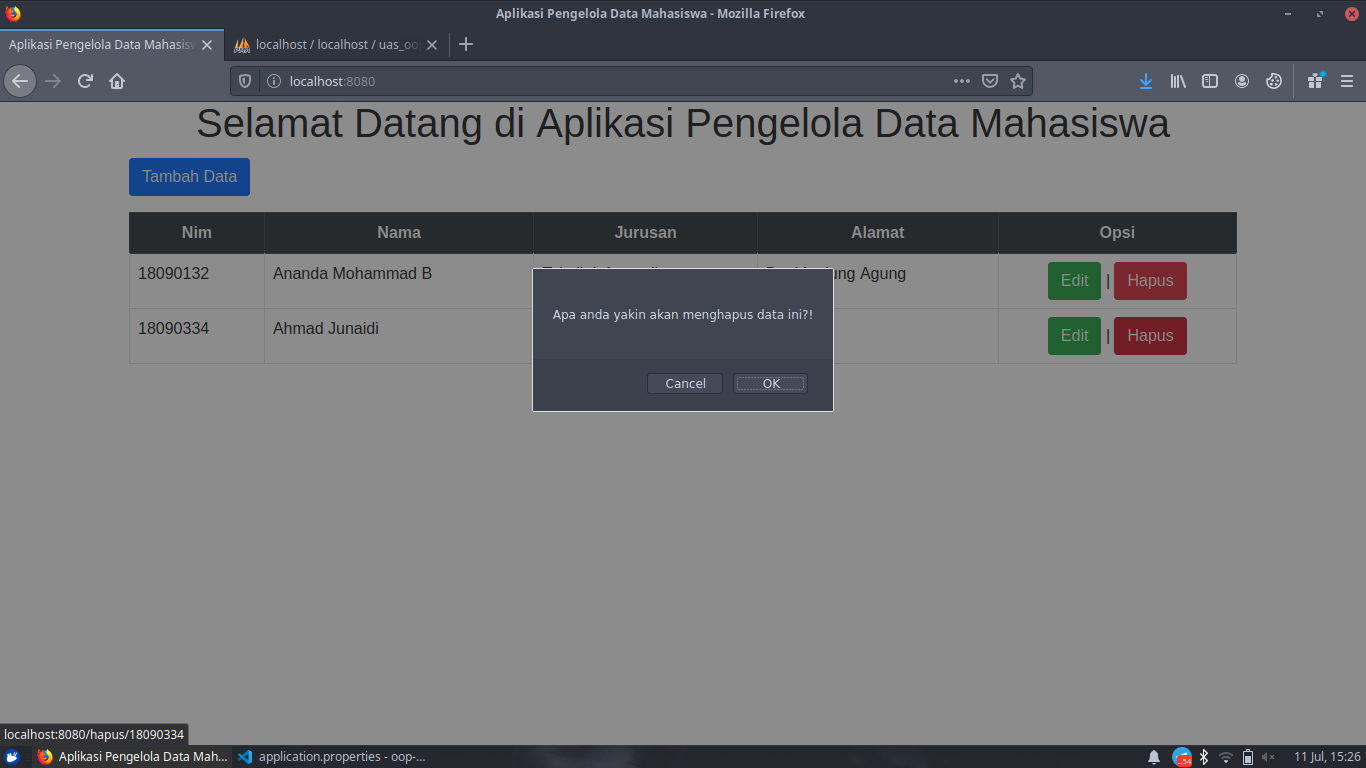 Aplikasi Pengelola Data Mahasiswa - Mozilla Firefox
Aplikasi Pengelola Data Mahasisw
localhost / localhost / uas_oo
localhost:8080
Selamat Datang di Aplikasi Pengelola Data Mahasiswa
Tambah Data
Nim Nama Jurusan Alamat Opsi
18090132 Ananda Mohammad B Agung Edit | Hapus
18090334 Ahmad Junaidi Edit | Hapus
Apa anda yakin akan menghapus data ini?!
Cancel OK
localhost:8080/hapus/18090334
Aplikasi Pengelola Data Mah... application.properties - oop-... 11 Jul, 15:26